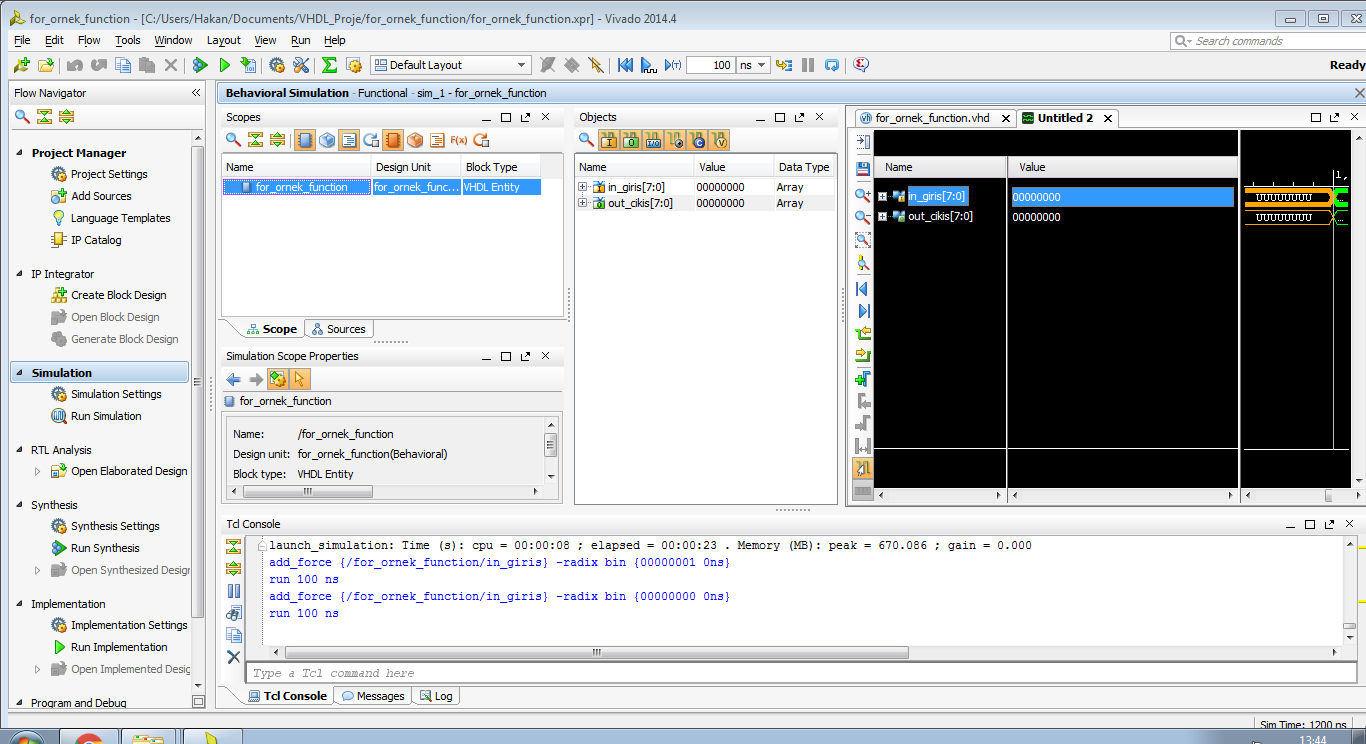 for_ornek_function - [C:/Users/Hakan/Documents/VHDL_Proje/for_ornek_function/for_ornek_function.xpr] - Vivado 2014.4
File Edit Flow Tools Window Layout View Run Help
Search commands
Default Layout
100 ns
Ready
Flow Navigator
Project Manager
Project Settings
Add Sources
Language Templates
IP Catalog
IP Integrator
Create Block Design
Open Block Design
Generate Block Design
Simulation
Simulation Settings
Run Simulation
RTL Analysis
Open Elaborated Design
Synthesis
Synthesis Settings
Run Synthesis
Open Synthesized Design
Implementation
Implementation Settings
Run Implementation
Open Implemented Desig
Program and Debug
Behavioral Simulation - Functional - sim_1 - for_ornek_function
Scopes
F(x)
Name Design Unit Block Type
for_ornek_function for_ornek_func... VHDL Entity
Scope Sources
Simulation Scope Properties
for_ornek_function
Name: /for_ornek_function
Design unit: for_ornek_function(Behavioral)
Block type: VHDL Entity
Objects
Name Value Data Type
in_giris[7:0] 00000000 Array
out_cikis[7:0] 00000000 Array
for_ornek_function.vhd Untitled 2
Name Value
in_giris[7:0] 00000000
out_cikis[7:0] 00000000
1,
UUUUUUUU ...
UUUUUUUU ...
Tcl Console
launch_simulation: Time (s): cpu = 00:00:08 ; elapsed = 00:00:23 . Memory (MB): peak = 670.086 ; gain = 0.000
add_force {/for_ornek_function/in_giris} -radix bin {00000001 0ns}
run 100 ns
add_force {/for_ornek_function/in_giris} -radix bin {00000000 0ns}
run 100 ns
Type a Tcl command here
Tcl Console Messages Log
Sim Time: 1200 ns
13:44